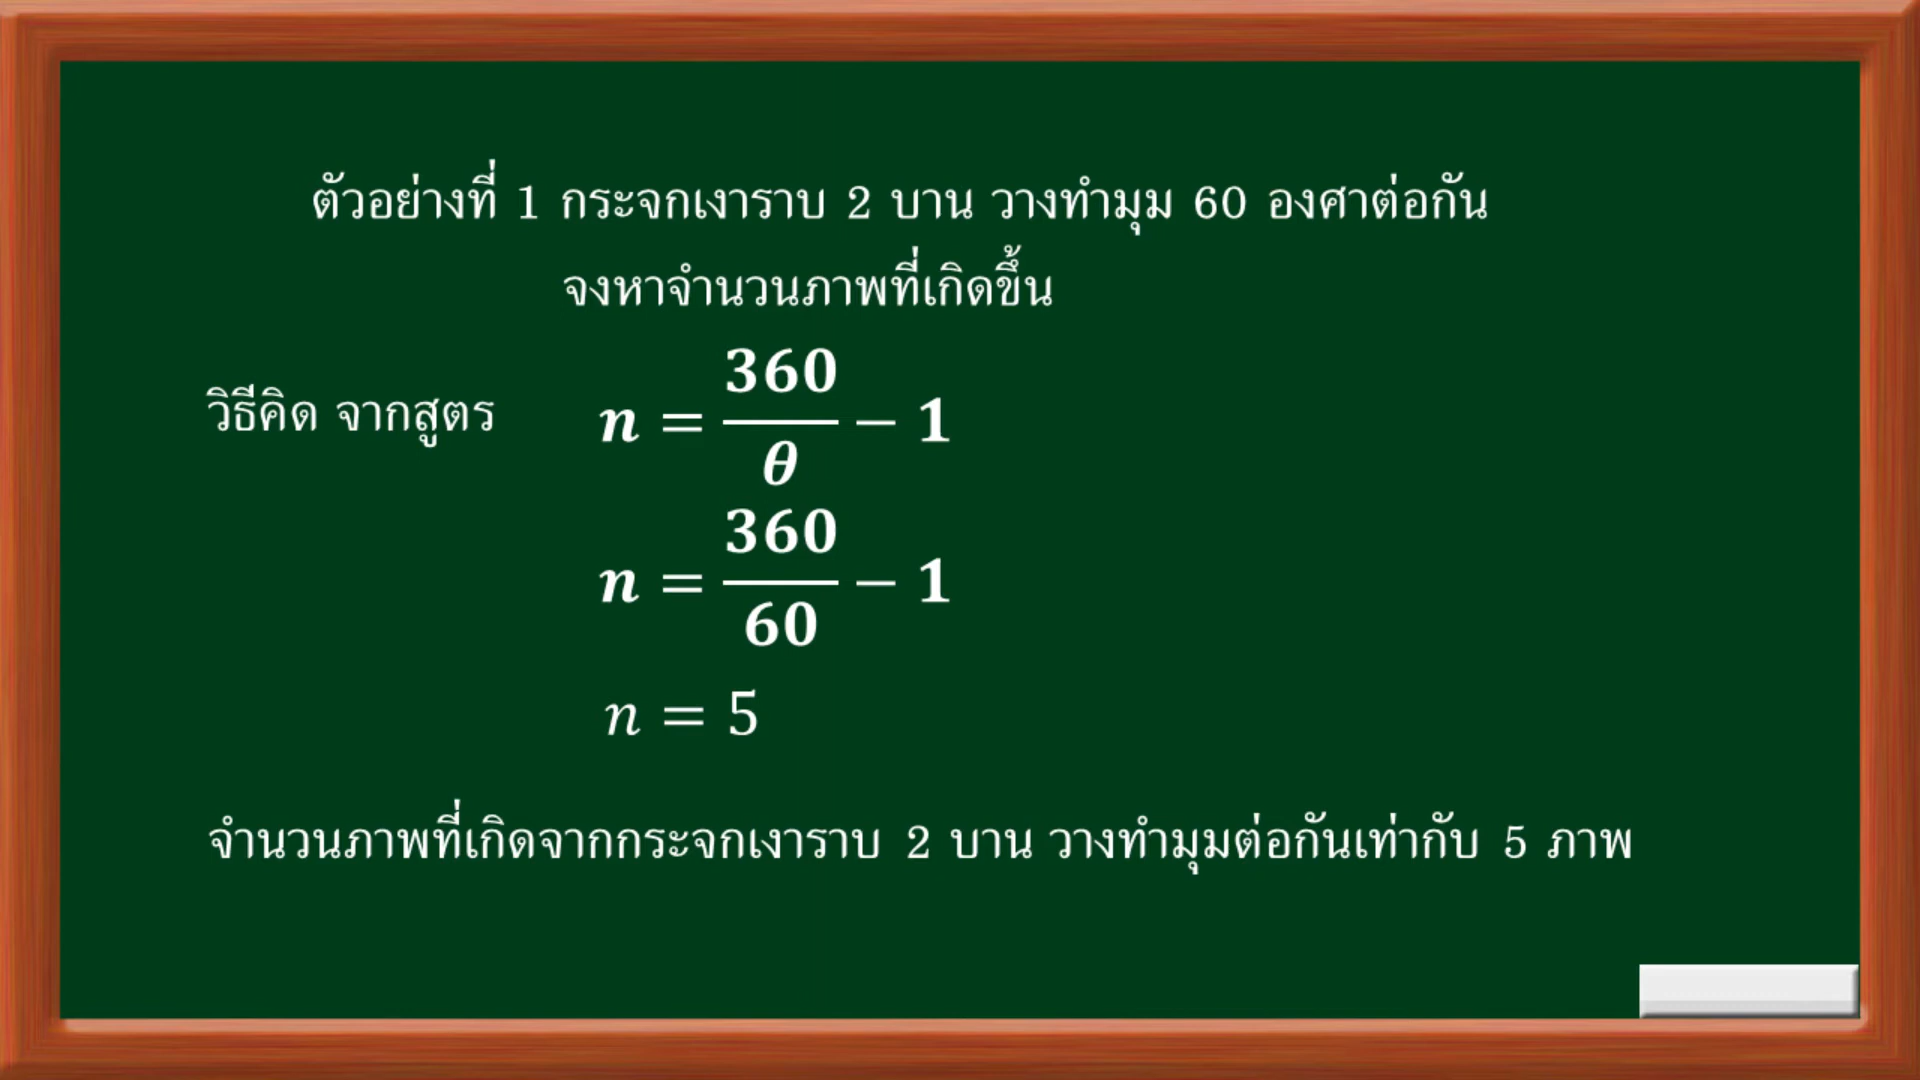 ตัวอย่างที่ 1 กระจกเงาราบ 2 บาน วางทำมุม 60 องศาต่อกัน
จงหาจำนวนภาพที่เกิดขึ้น
วิธีคิด จากสูตร n = 360/θ − 1
n = 360/60 − 1
n = 5
จำนวนภาพที่เกิดจากกระจกเงาราบ 2 บาน วางทำมุมต่อกันเท่ากับ 5 ภาพ